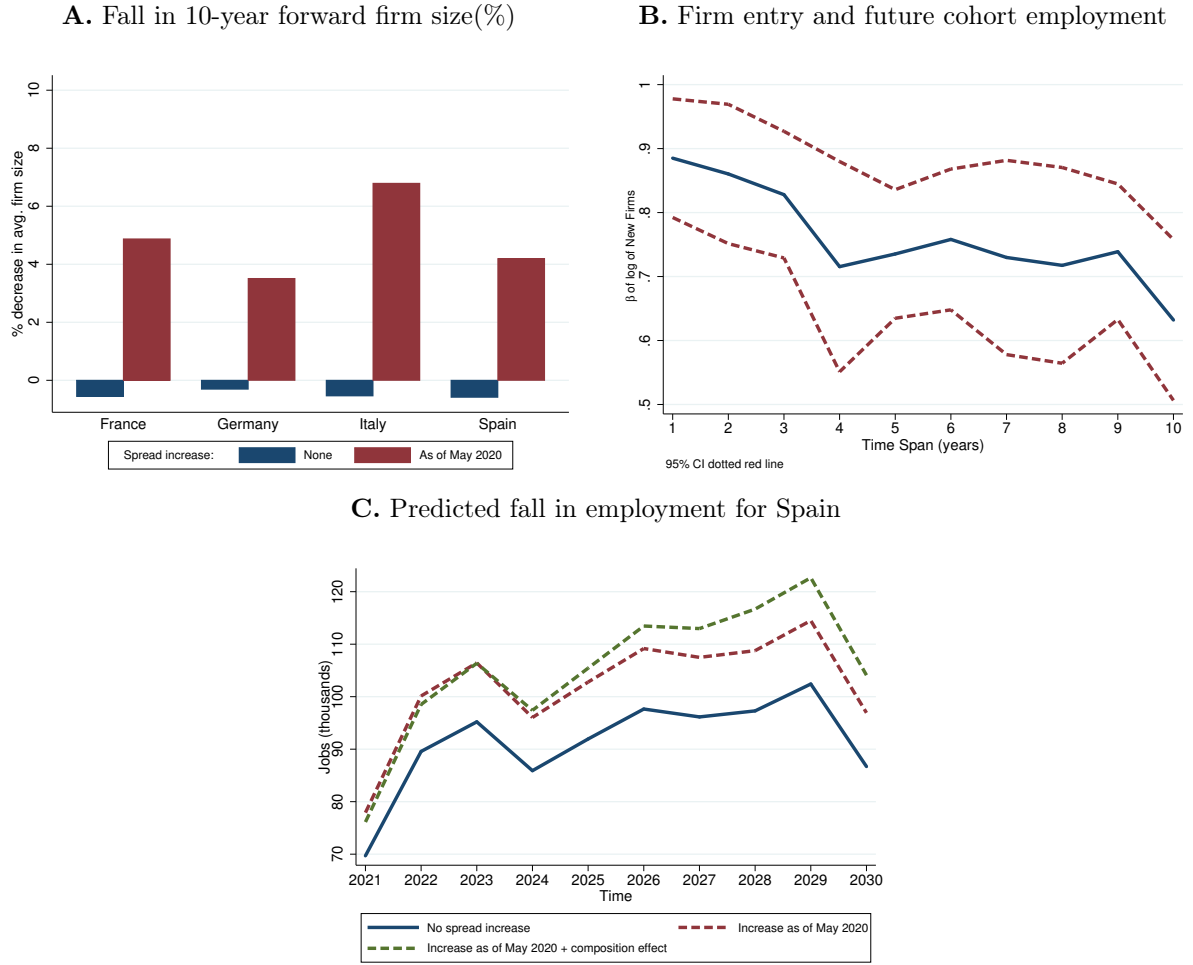 A. Fall in 10-year forward firm size(%)
% decrease in avg. firm size
10
8
6
4
2
0
France Germany Italy Spain
Spread increase: None As of May 2020
B. Firm entry and future cohort employment
β of log of New Firms
1
.9
.8
.7
.6
.5
1 2 3 4 5 6 7 8 9 10
Time Span (years)
95% CI dotted red line
C. Predicted fall in employment for Spain
Jobs (thousands)
120
110
100
90
80
70
2021 2022 2023 2024 2025 2026 2027 2028 2029 2030
Time
No spread increase Increase as of May 2020
Increase as of May 2020 + composition effect